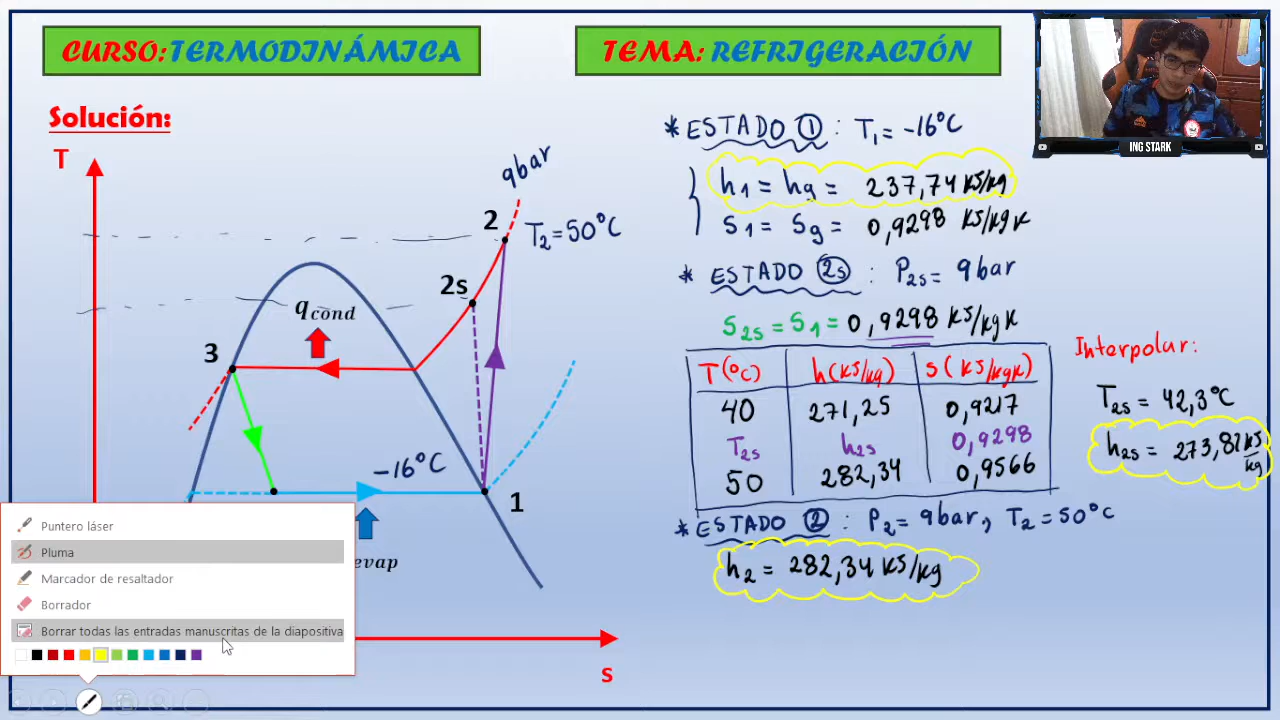 CURSO: TERMODINÁMICA
TEMA: REFRIGERACIÓN
ING STARK
Solución:
T
9bar
2
T₂=50°C
2s
q_cond
3
-16°C
1
evap
s
* ESTADO ① : T₁= -16°C
h₁ = hg = 237,74 KJ/kg
s₁ = sg = 0,9298 KJ/kgK
* ESTADO ②s : P₂s = 9bar
S₂s = S₁ = 0,9298 KJ/kgK
T(°C) h(KJ/kg) s(KJ/kgK)
40 271,25 0,9217
T₂s h₂s 0,9298
50 282,34 0,9566
Interpolar:
T₂s = 42,3°C
h₂s = 273,87 KJ/kg
* ESTADO ② : P₂ = 9bar, T₂ = 50°C
h₂ = 282,34 KJ/kg
Puntero láser
Pluma
Marcador de resaltador
Borrador
Borrar todas las entradas manuscritas de la diapositiva